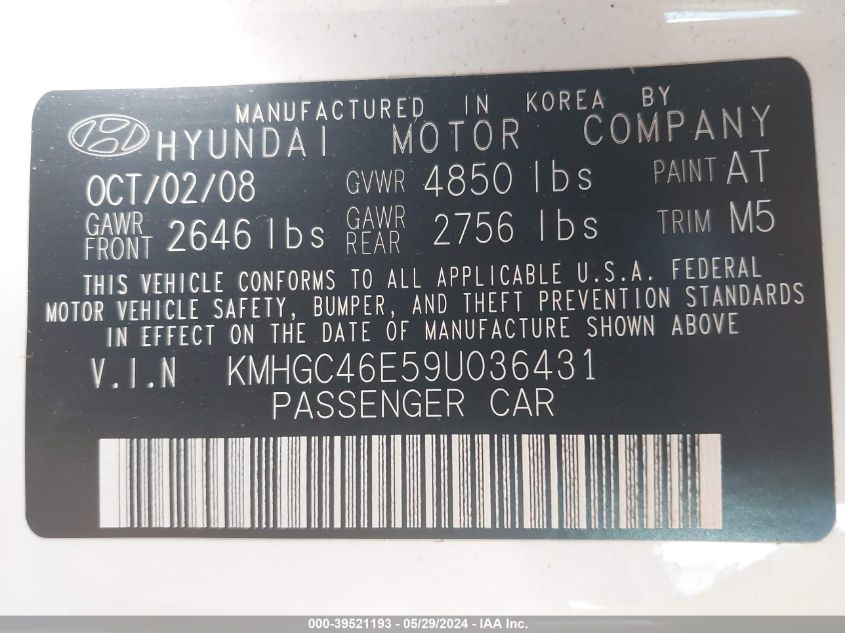 MANUFACTURED IN KOREA BY
HYUNDAI MOTOR COMPANY
OCT/02/08 GVWR 4850 lbs PAINT AT
GAWR FRONT 2646 lbs GAWR REAR 2756 lbs TRIM M5
THIS VEHICLE CONFORMS TO ALL APPLICABLE U.S.A. FEDERAL
MOTOR VEHICLE SAFETY, BUMPER, AND THEFT PREVENTION STANDARDS
IN EFFECT ON THE DATE OF MANUFACTURE SHOWN ABOVE
V.I.N KMHGC46E59U036431
PASSENGER CAR
000-39521193 - 05/29/2024 - IAA Inc.